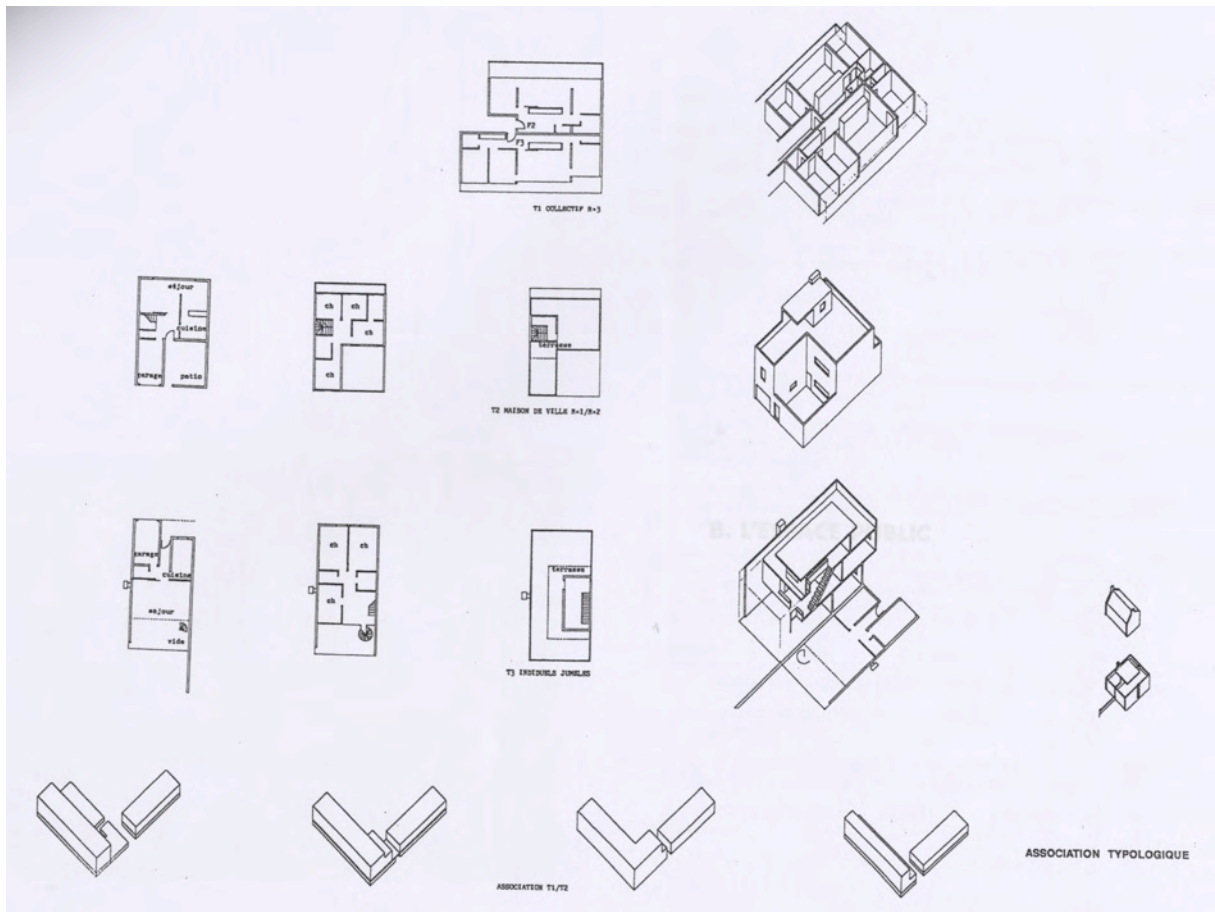 F2
F3
T1 COLLECTIF R+3
séjour
cuisine
garage
patio
ch
ch
ch
ch
terrasse
T2 MAISON DE VILLE R+1/R+2
garage
cuisine
séjour
vide
ch
ch
ch
terrasse
T3 INDIDUELS JUMELES
B. L'ESPACE PUBLIC
ASSOCIATION T1/T2
ASSOCIATION TYPOLOGIQUE